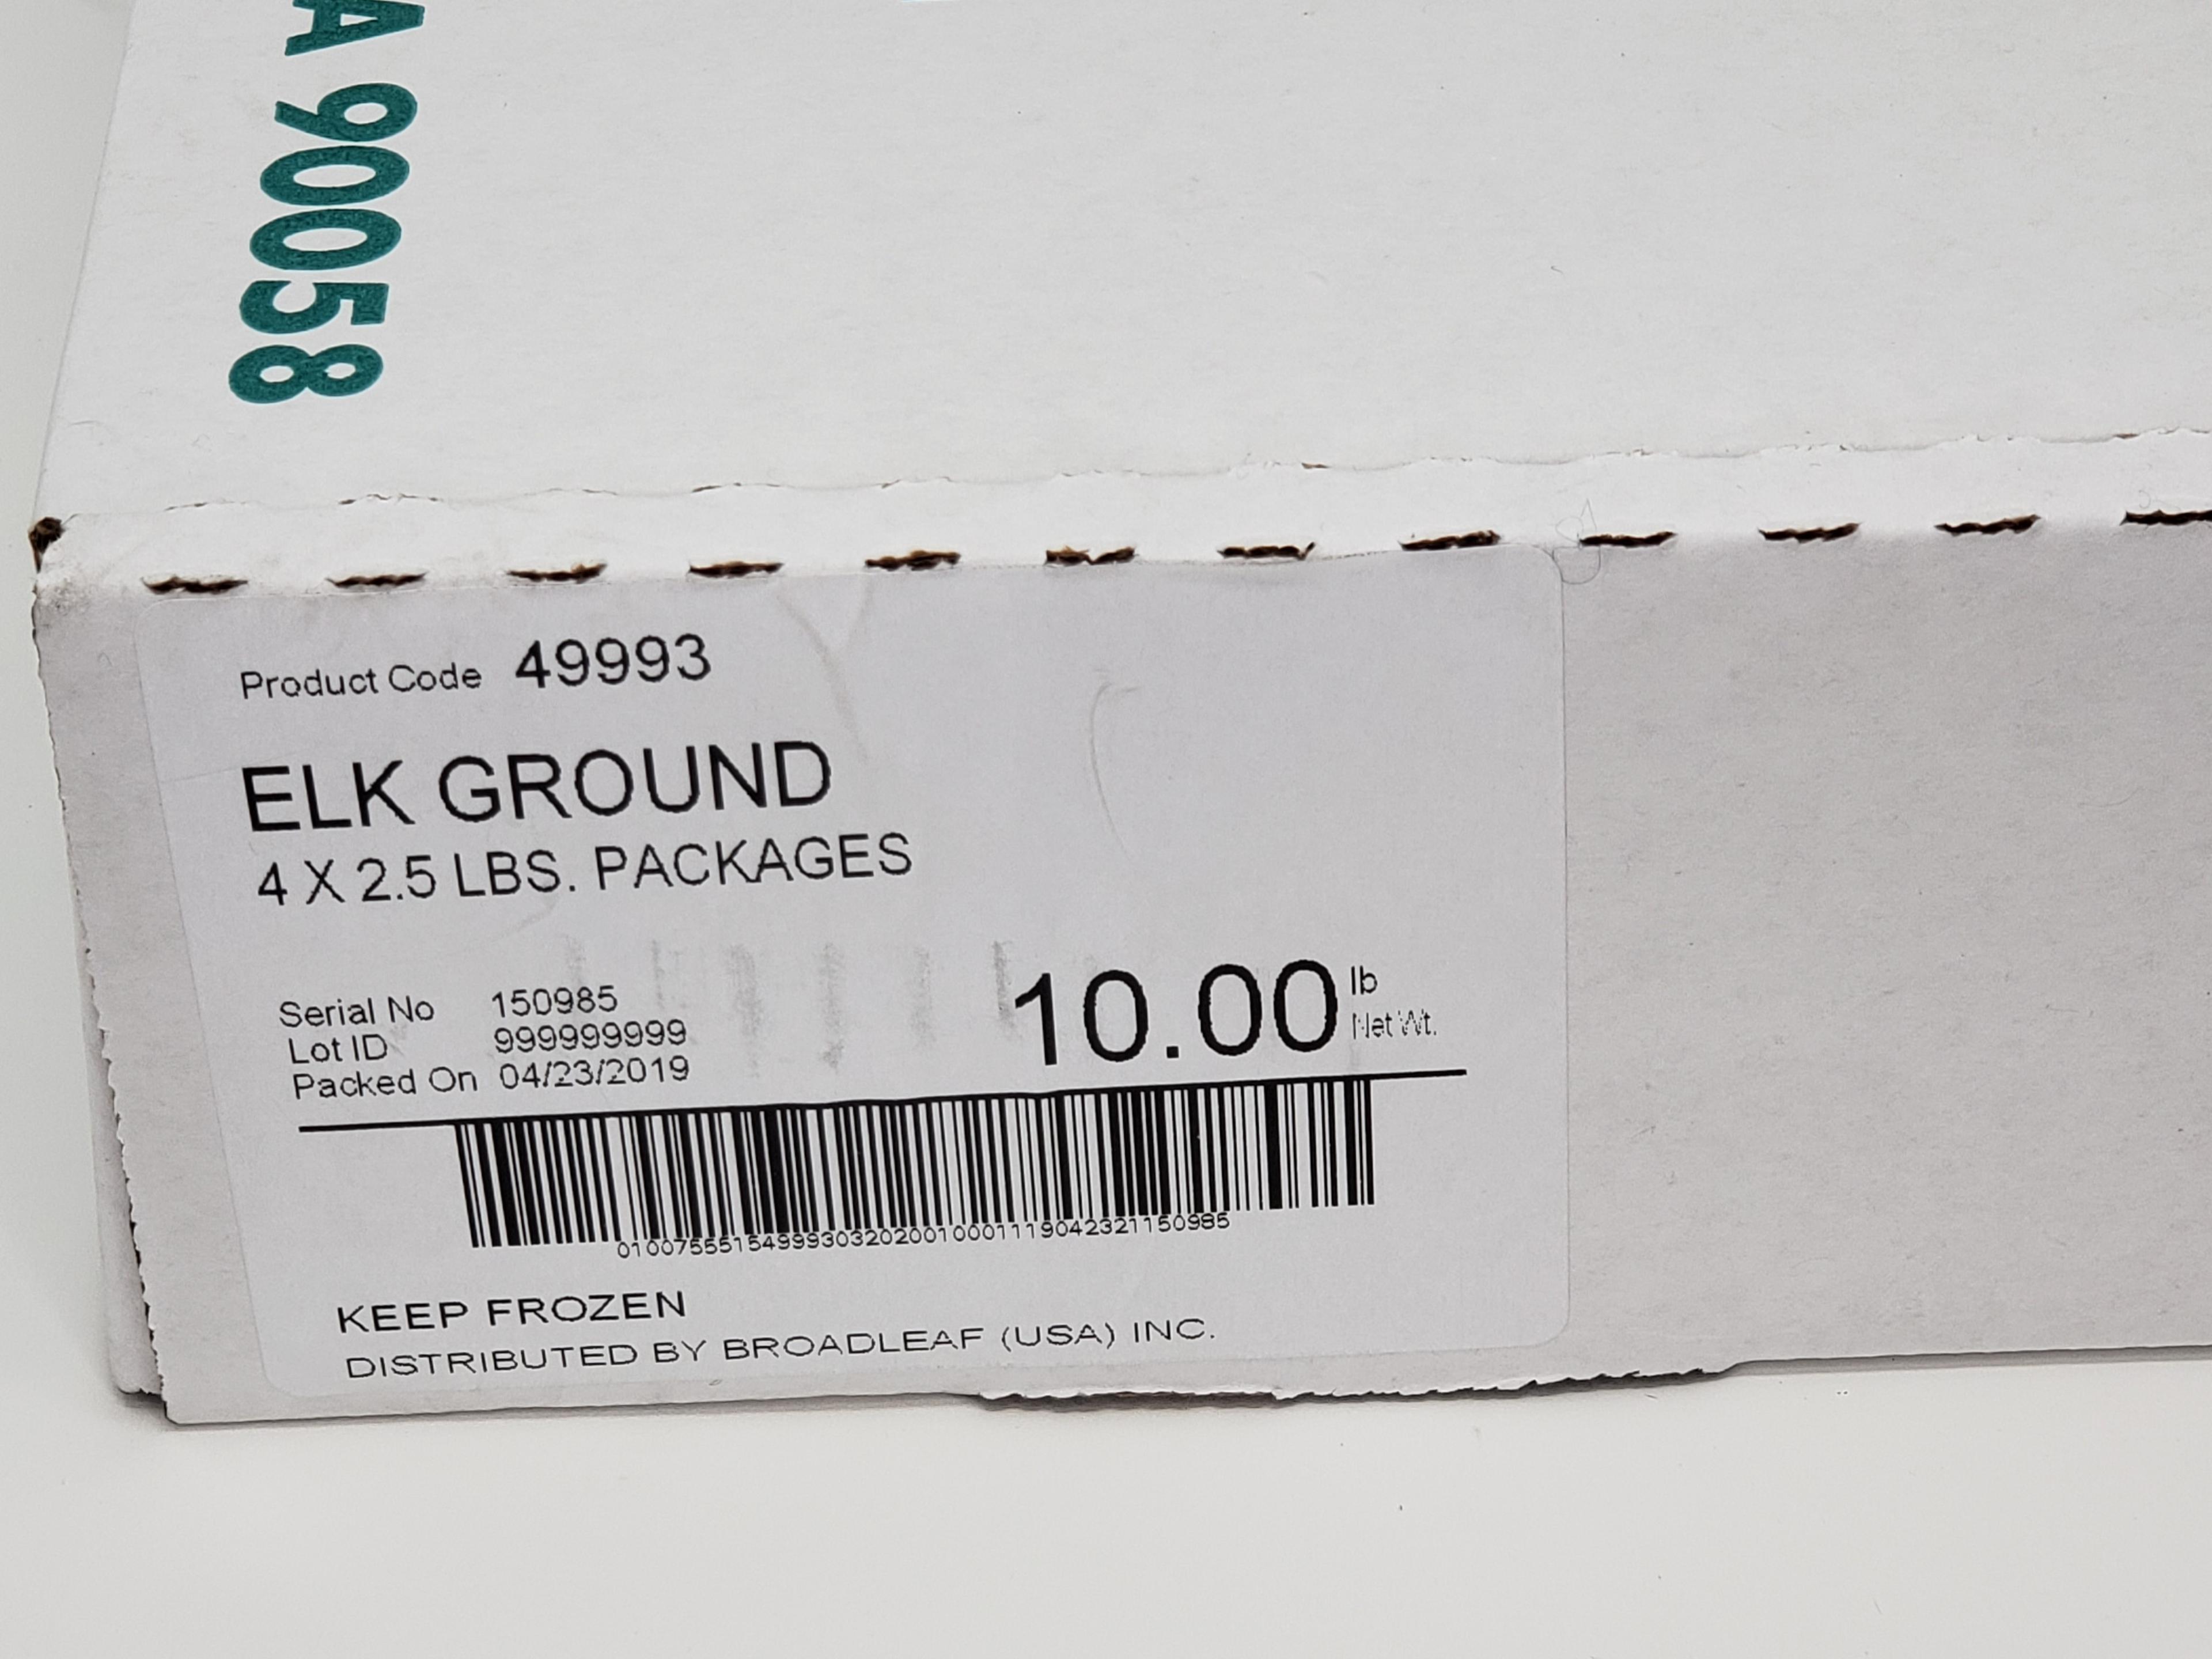 A 90058
Product Code 49993
ELK GROUND
4 X 2.5 LBS. PACKAGES
Serial No 150985
Lot ID 999999999
Packed On 04/23/2019
10.00 lb
Net Wt.
010075551549993032020010001119042321150985
KEEP FROZEN
DISTRIBUTED BY BROADLEAF (USA) INC.